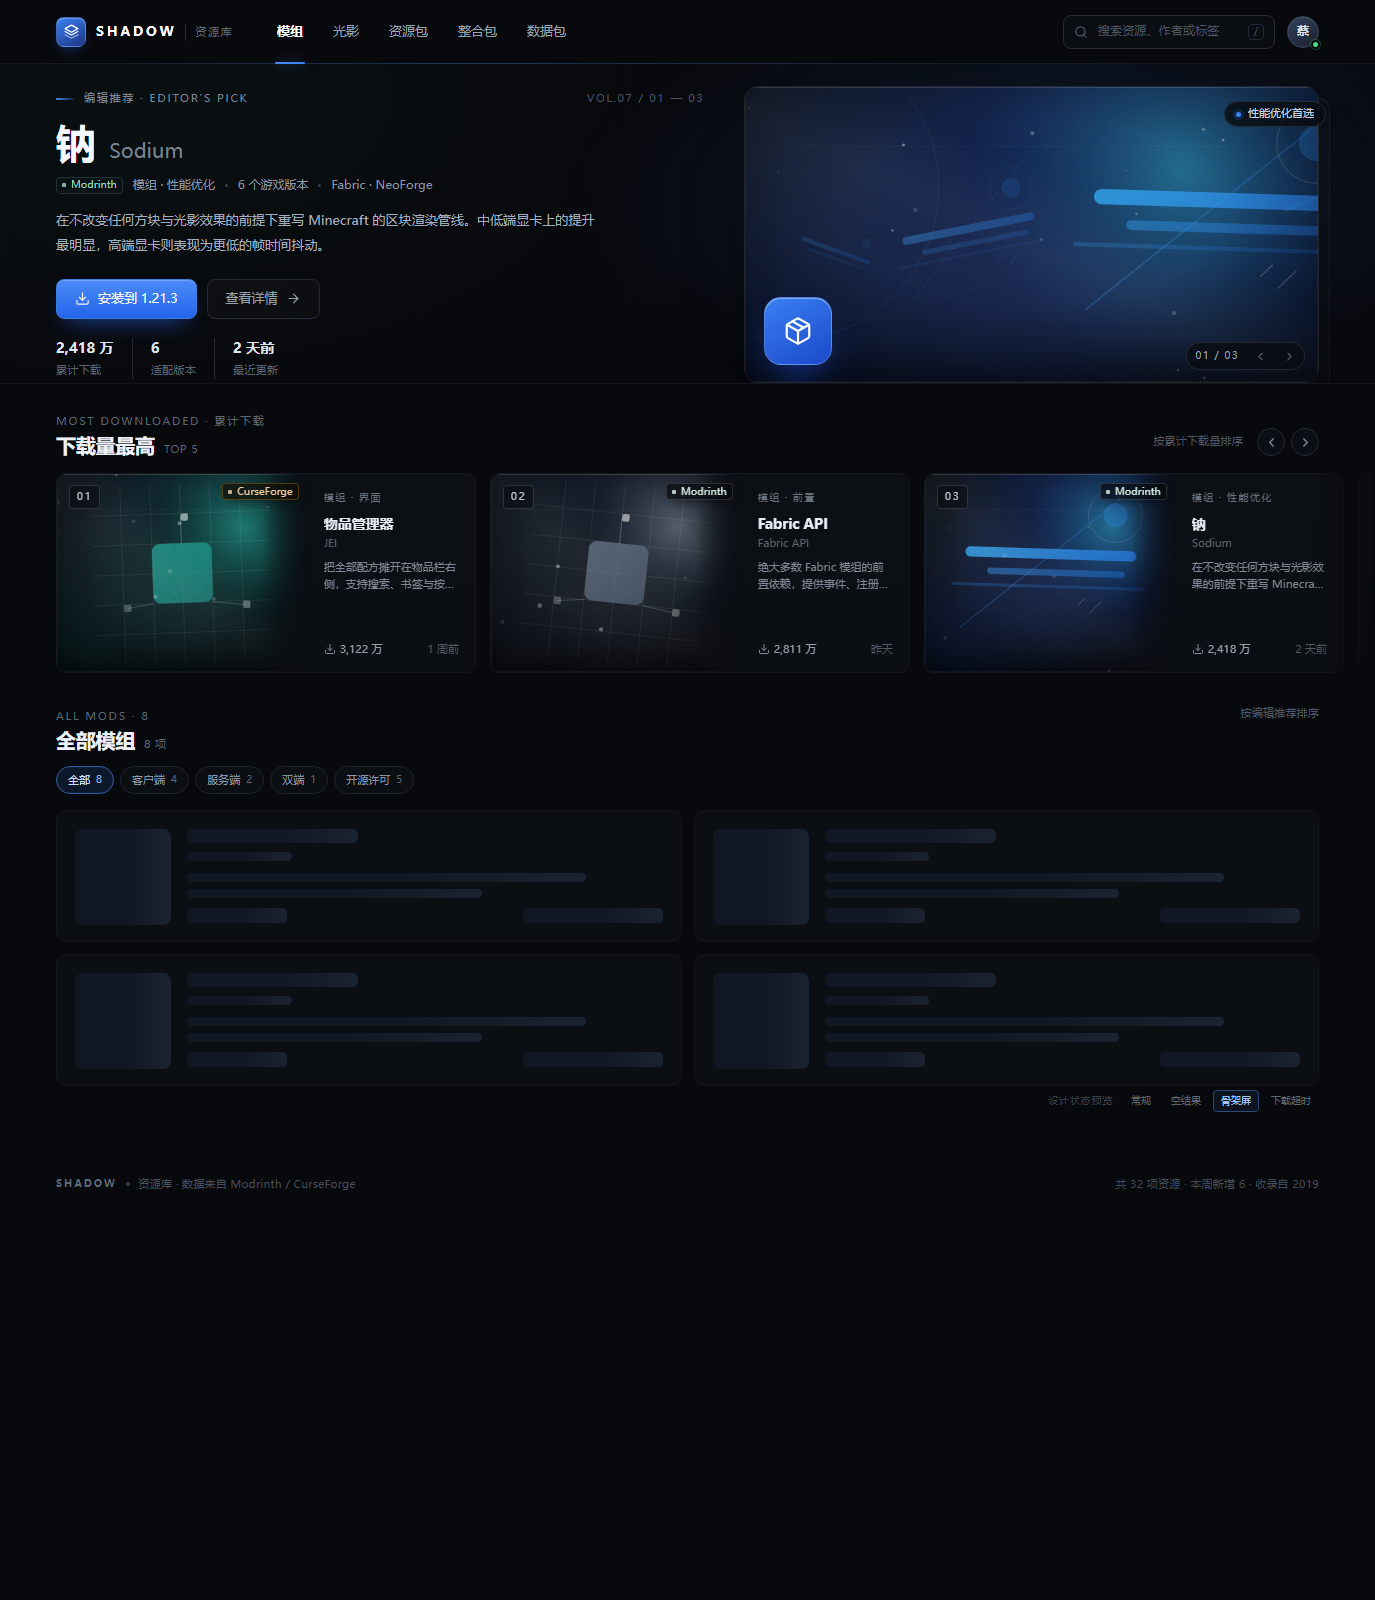 SHADOW 资源库 模组 光影 资源包 整合包 数据包 搜索资源、作者或标签 / 蔡
编辑推荐 · EDITOR'S PICK VOL.07 / 01 — 03
性能优化首选
钠 Sodium
Modrinth 模组 · 性能优化 · 6 个游戏版本 · Fabric · NeoForge
在不改变任何方块与光影效果的前提下重写 Minecraft 的区块渲染管线。中低端显卡上的提升
最明显，高端显卡则表现为更低的帧时间抖动。
安装到 1.21.3 查看详情
2,418 万 6 2 天前
累计下载 适配版本 最近更新
01 / 03
MOST DOWNLOADED · 累计下载
下载量最高 TOP 5 按累计下载量排序
01 CurseForge
模组 · 界面
物品管理器
JEI
把全部配方摊开在物品栏右
侧，支持搜索、书签与按...
3,122 万 1 周前
02 Modrinth
模组 · 前置
Fabric API
Fabric API
绝大多数 Fabric 模组的前
置依赖，提供事件、注册...
2,811 万 昨天
03 Modrinth
模组 · 性能优化
钠
Sodium
在不改变任何方块与光影效
果的前提下重写 Minecra...
2,418 万 2 天前
ALL MODS · 8 按编辑推荐排序
全部模组 8 项
全部 8 客户端 4 服务端 2 双端 1 开源许可 5
设计状态预览 常规 空结果 骨架屏 下载超时
SHADOW 资源库 · 数据来自 Modrinth / CurseForge 共 32 项资源 · 本周新增 6 · 收录自 2019